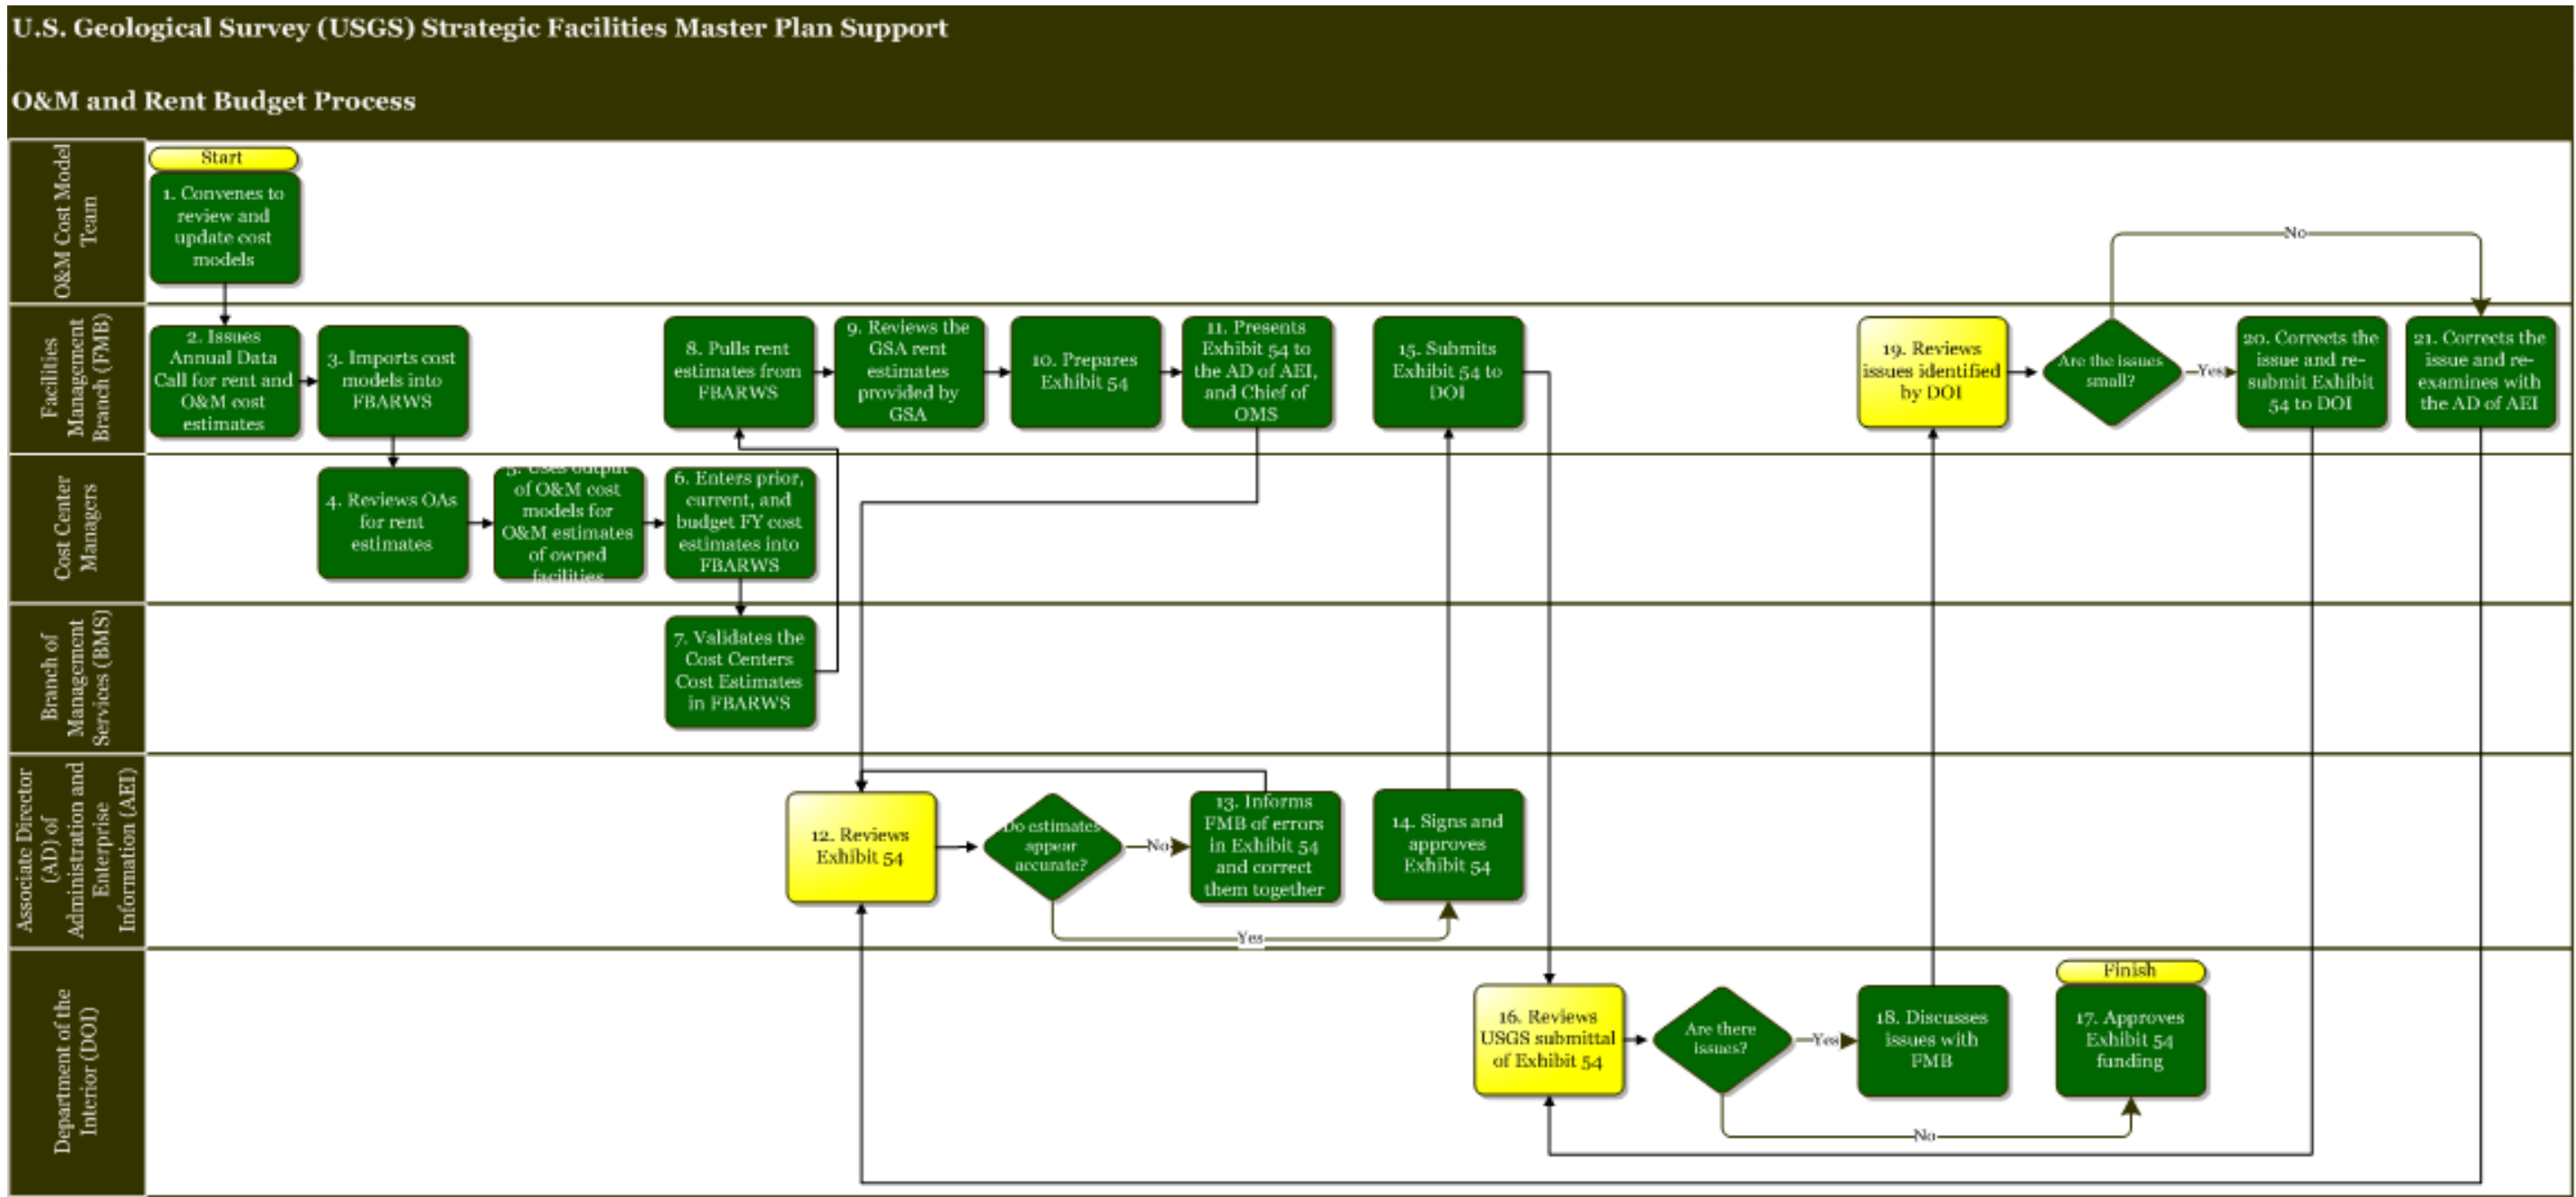 U.S. Geological Survey (USGS) Strategic Facilities Master Plan Support
O&M and Rent Budget Process
O&M Cost Model
Team
Start
1. Convenes to
review and
update cost
models
No
Facilities
Management
Branch (FMB)
2. Issues
Annual Data
Call for rent and
O&M cost
estimates
3. Imports cost
models into
FBARWS
8. Pulls rent
estimates from
FBARWS
9. Reviews the
GSA rent
estimates
provided by
GSA
10. Prepares
Exhibit 54
11. Presents
Exhibit 54 to
the AD of AEI,
and Chief of
OMS
15. Submits
Exhibit 54 to
DOI
19. Reviews
issues identified
by DOI
Are the issues
small?
Yes
20. Corrects the
issue and re-
submit Exhibit
54 to DOI
21. Corrects the
issue and re-
examines with
the AD of AEI
Cost Center
Managers
4. Reviews OAs
for rent
estimates
5. Uses output
of O&M cost
models for
O&M estimates
of owned
facilities
6. Enters prior,
current, and
budget FY cost
estimates into
FBARWS
Branch of
Management
Services (BMS)
7. Validates the
Cost Centers
Cost Estimates
in FBARWS
Associate Director
(AD) of
Administration and
Enterprise
Information (AEI)
12. Reviews
Exhibit 54
Do estimates
appear
accurate?
No
13. Informs
FMB of errors
in Exhibit 54
and correct
them together
14. Signs and
approves
Exhibit 54
Yes
Department of the
Interior (DOI)
16. Reviews
USGS submittal
of Exhibit 54
Are there
issues?
Yes
18. Discusses
issues with
FMB
Finish
17. Approves
Exhibit 54
funding
No